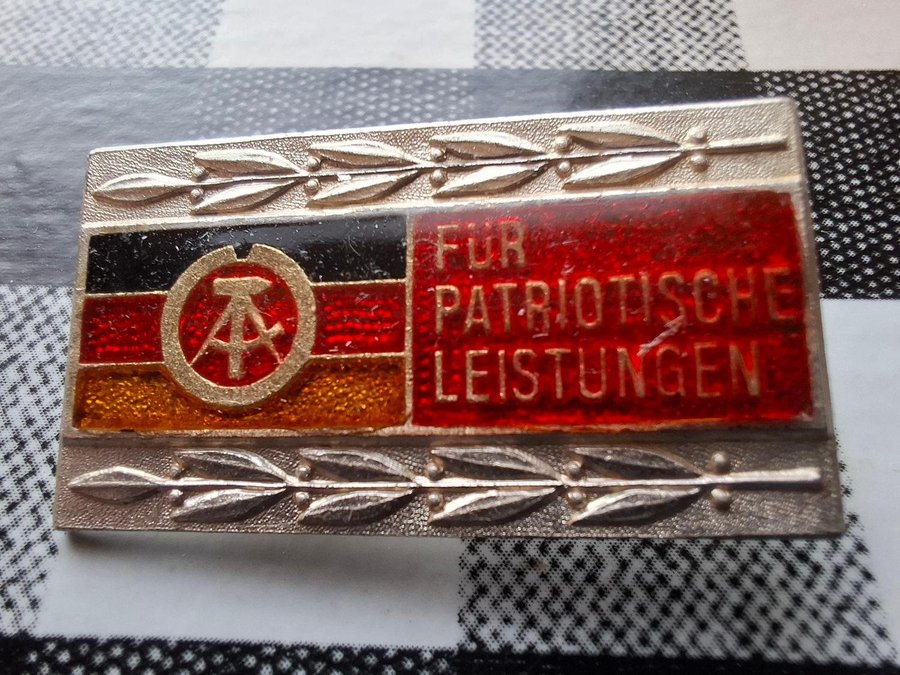 FÜR
PATRIOTISCHE
LEISTUNGEN